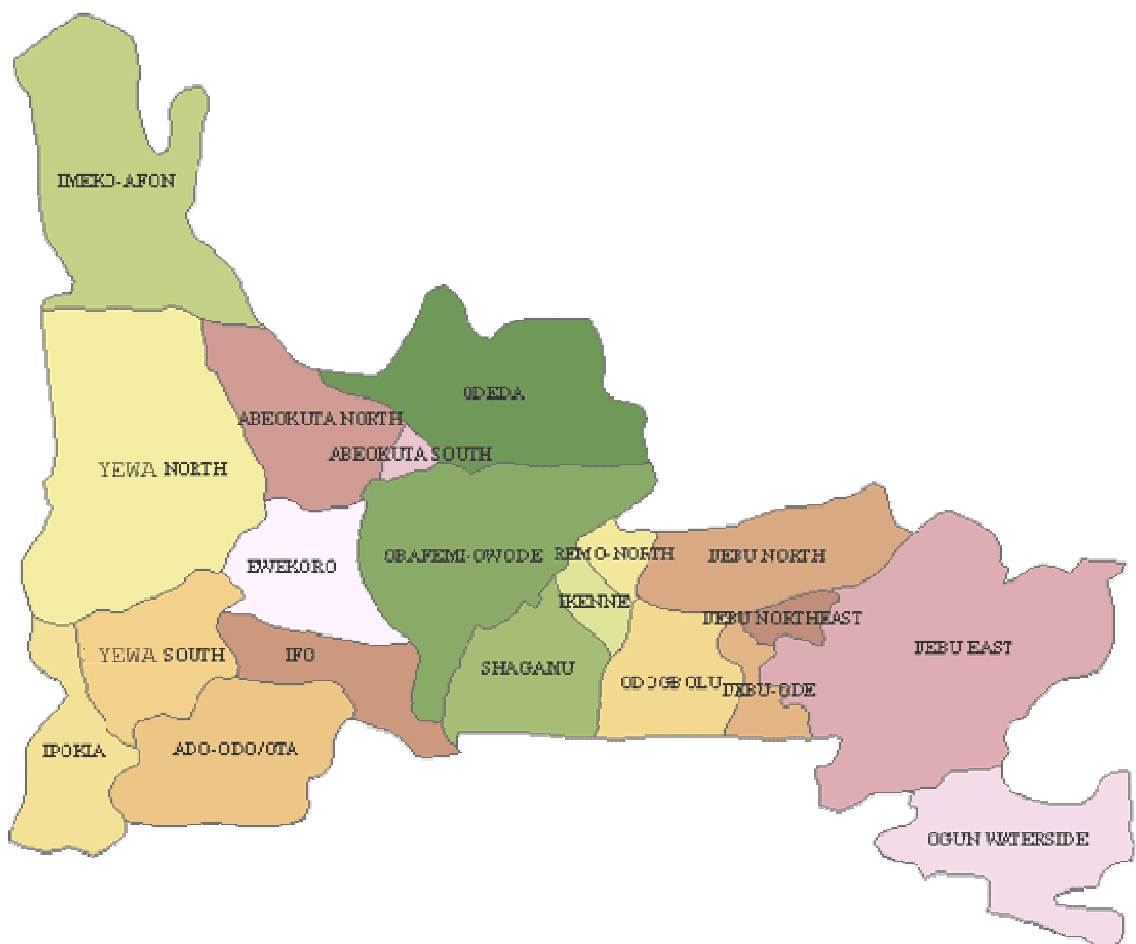 IMEKO-AFON
ODEDA
ABEOKUTA NORTH
ABEOKUTA SOUTH
YEWA NORTH
OBAFEMI-OWODE
REMO-NORTH
IJEBU NORTH
EWEKORO
IKENNE
IJEBU NORTHEAST
IJEBU EAST
YEWA SOUTH
IFO
SHAGAMU
ODOGBOLU
IJEBU-ODE
IPOKIA
ADO-ODO/OTA
OGUN WATERSIDE